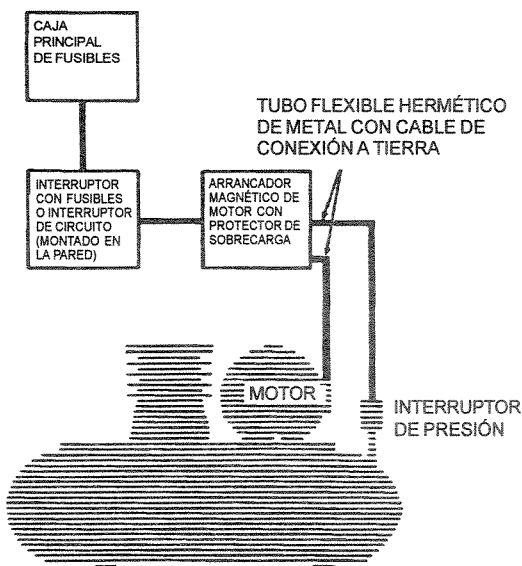 CAJA
PRINCIPAL
DE FUSIBLES
TUBO FLEXIBLE HERMÉTICO
DE METAL CON CABLE DE
CONEXIÓN A TIERRA
INTERRUPTOR
CON FUSIBLES
O INTERRUPTOR
DE CIRCUITO
(MONTADO EN
LA PARED)
ARRANCADOR
MAGNÉTICO DE
MOTOR CON
PROTECTOR DE
SOBRECARGA
MOTOR
INTERRUPTOR
DE PRESIÓN